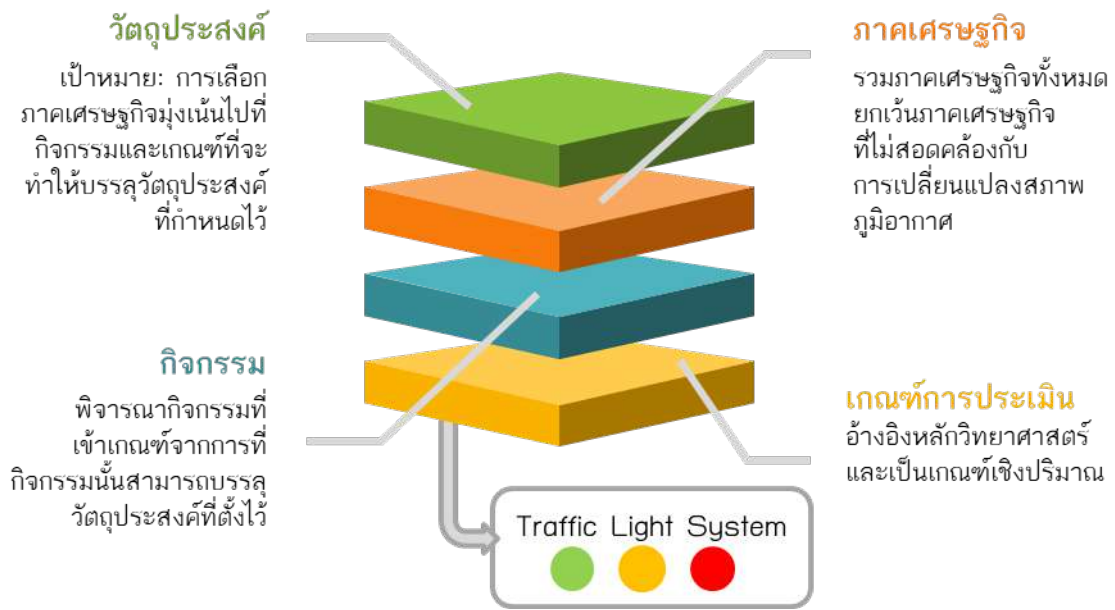 วัตถุประสงค์
เป้าหมาย: การเลือก
ภาคเศรษฐกิจมุ่งเน้นไปที่
กิจกรรมและเกณฑ์ที่จะ
ทำให้บรรลุวัตถุประสงค์
ที่กำหนดไว้
ภาคเศรษฐกิจ
รวมภาคเศรษฐกิจทั้งหมด
ยกเว้นภาคเศรษฐกิจ
ที่ไม่สอดคล้องกับ
การเปลี่ยนแปลงสภาพ
ภูมิอากาศ
กิจกรรม
พิจารณากิจกรรมที่
เข้าเกณฑ์จากการที่
กิจกรรมนั้นสามารถบรรลุ
วัตถุประสงค์ที่ตั้งไว้
เกณฑ์การประเมิน
อ้างอิงหลักวิทยาศาสตร์
และเป็นเกณฑ์เชิงปริมาณ
Traffic Light System